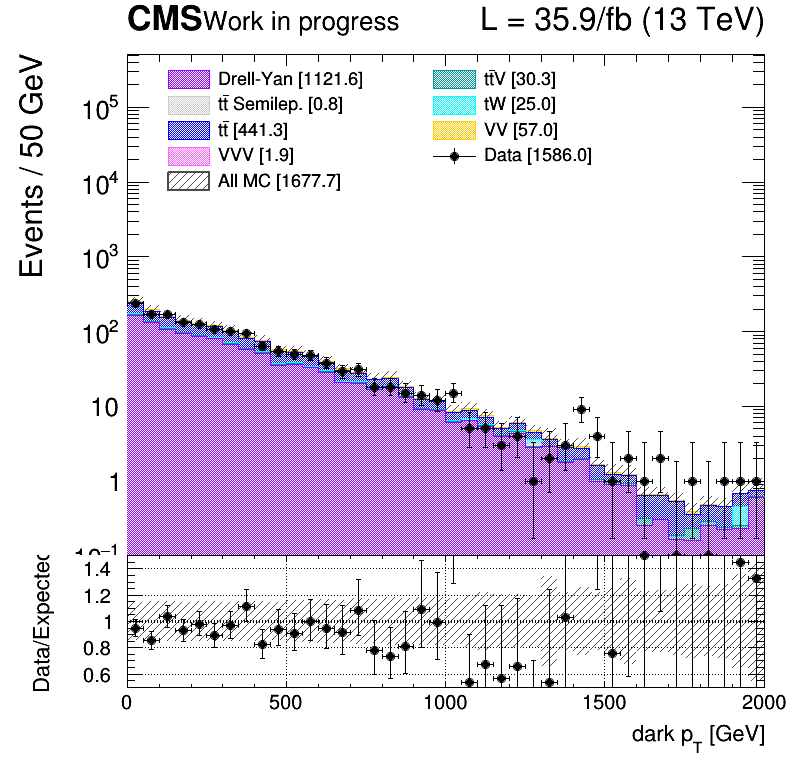 CMS Work in progress L = 35.9/fb (13 TeV)
Events / 50 GeV
Drell-Yan [1121.6]
tt̄ Semilep. [0.8]
tt̄ [441.3]
VVV [1.9]
All MC [1677.7]
tt̄V [30.3]
tW [25.0]
VV [57.0]
Data [1586.0]
10⁵
10⁴
10³
10²
10
1
10⁻¹
Data/Expected
1.4
1.2
1
0.8
0.6
0 500 1000 1500 2000
dark p_T [GeV]